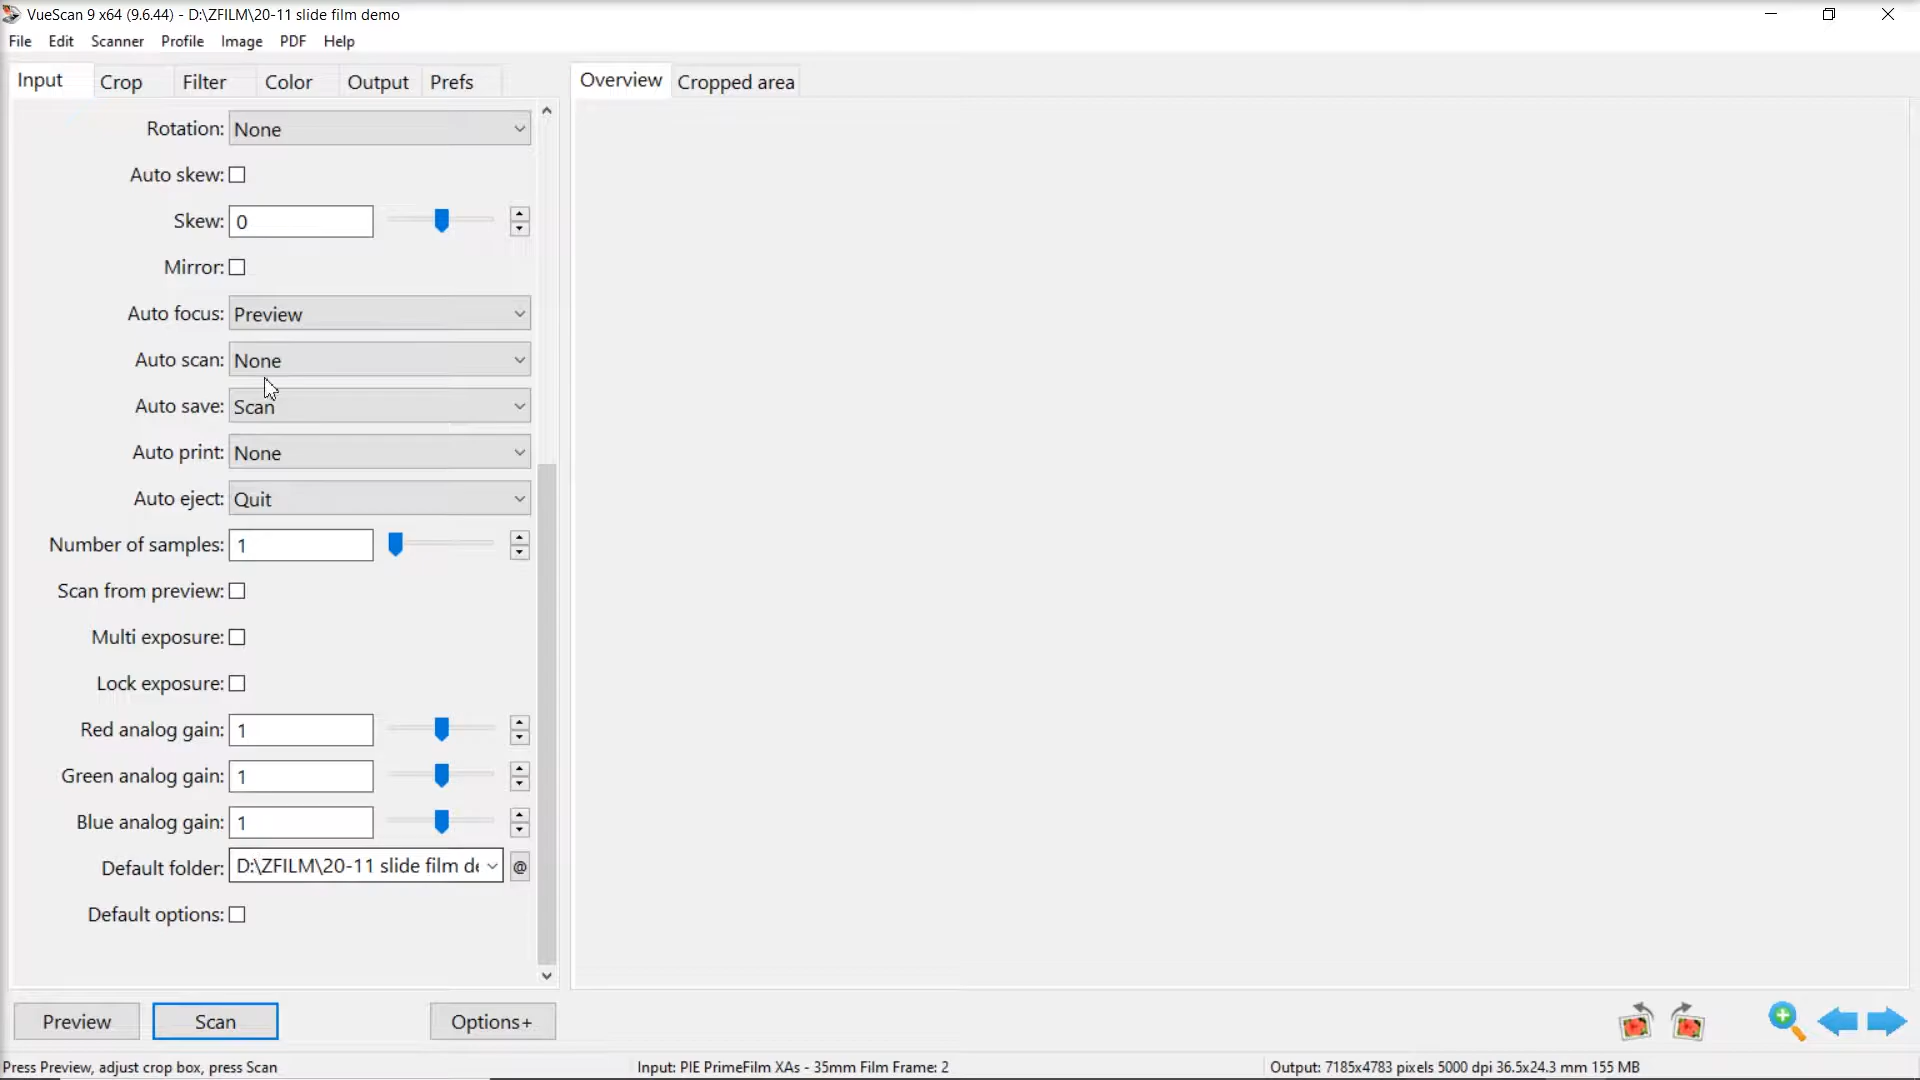 VueScan 9 x64 (9.6.44) - D:\ZFILM\20-11 slide film demo
File Edit Scanner Profile Image PDF Help
Input Crop Filter Color Output Prefs Overview Cropped area
Rotation: None
Auto skew:
Skew: 0
Mirror:
Auto focus: Preview
Auto scan: None
Auto save: Scan
Auto print: None
Auto eject: Quit
Number of samples: 1
Scan from preview:
Multi exposure:
Lock exposure:
Red analog gain: 1
Green analog gain: 1
Blue analog gain: 1
Default folder: D:\ZFILM\20-11 slide film de @
Default options:
Preview Scan Options+
Press Preview, adjust crop box, press Scan Input: PIE PrimeFilm XAs - 35mm Film Frame: 2 Output: 7185x4783 pixels 5000 dpi 36.5x24.3 mm 155 MB